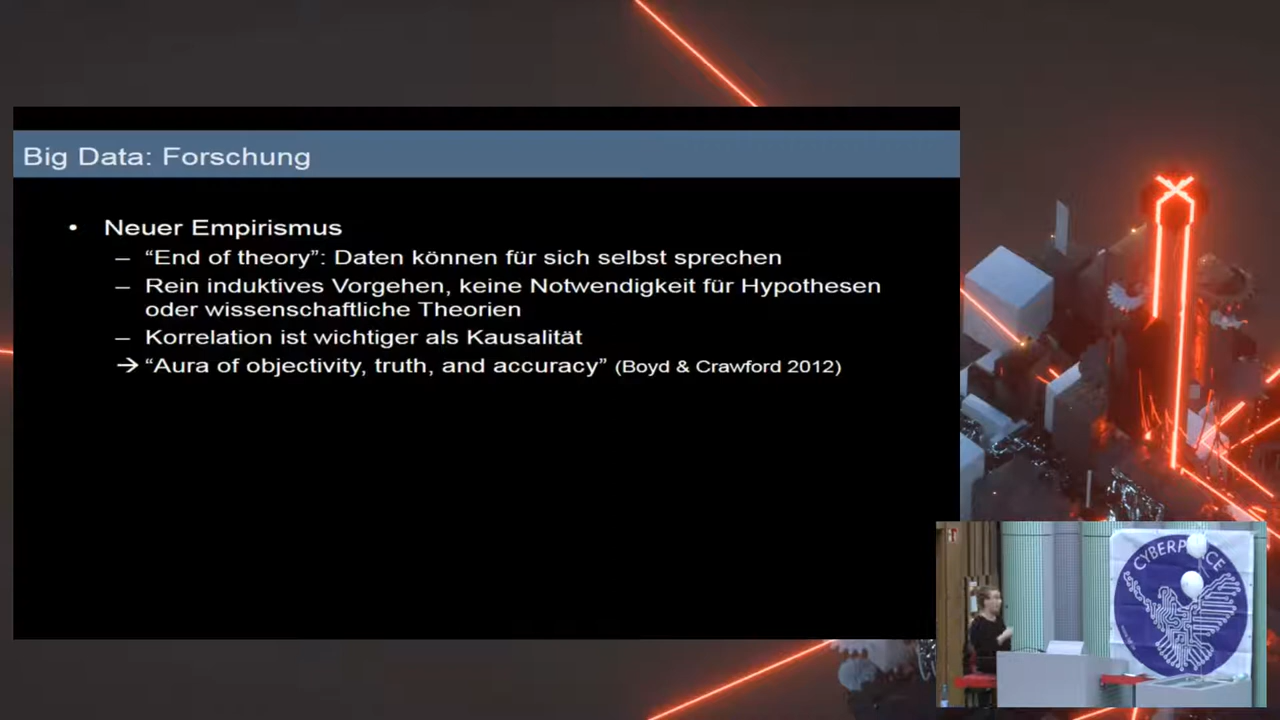 Big Data: Forschung
• Neuer Empirismus
– “End of theory”: Daten können für sich selbst sprechen
– Rein induktives Vorgehen, keine Notwendigkeit für Hypothesen
oder wissenschaftliche Theorien
– Korrelation ist wichtiger als Kausalität
→ “Aura of objectivity, truth, and accuracy” (Boyd & Crawford 2012)